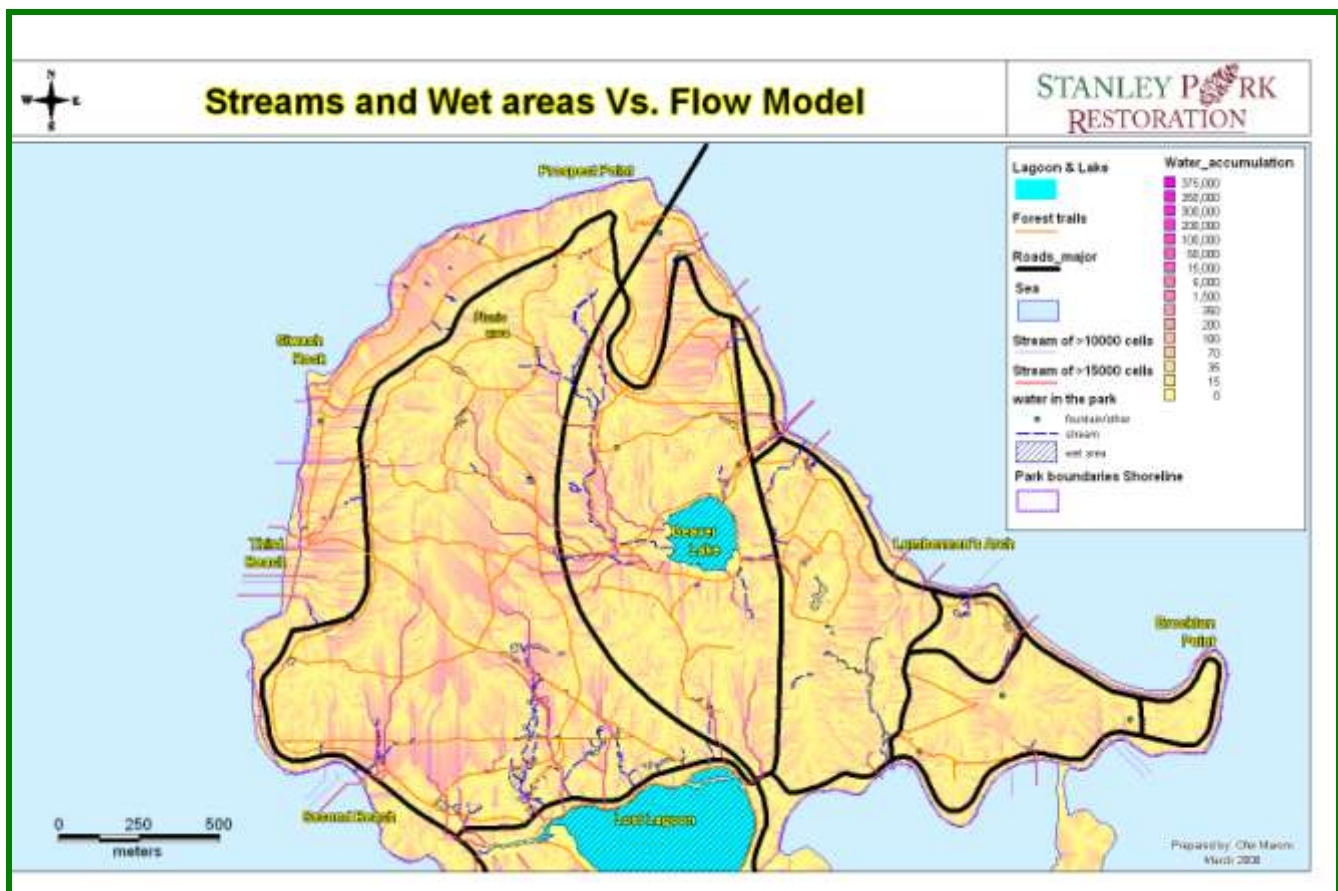 N
W E
S
Streams and Wet areas Vs. Flow Model
STANLEY PARK
RESTORATION
Lagoon & Lake
Forest trails
Roads_major
Sea
Stream of >10000 cells
Stream of >15000 cells
water in the park
fountain/other
stream
wet area
Park boundaries Shoreline
Water_accumulation
375,000
350,000
300,000
200,000
100,000
50,000
15,000
6,000
1,500
350
200
100
70
35
15
0
Prospect Point
Picnic
area
Siwash
Rock
Third
Beach
Beaver
Lake
Lumberman's Arch
Brockton
Point
Second Beach
Lost Lagoon
0 250 500
meters
Prepared by: Ofer Maroni
March 2008